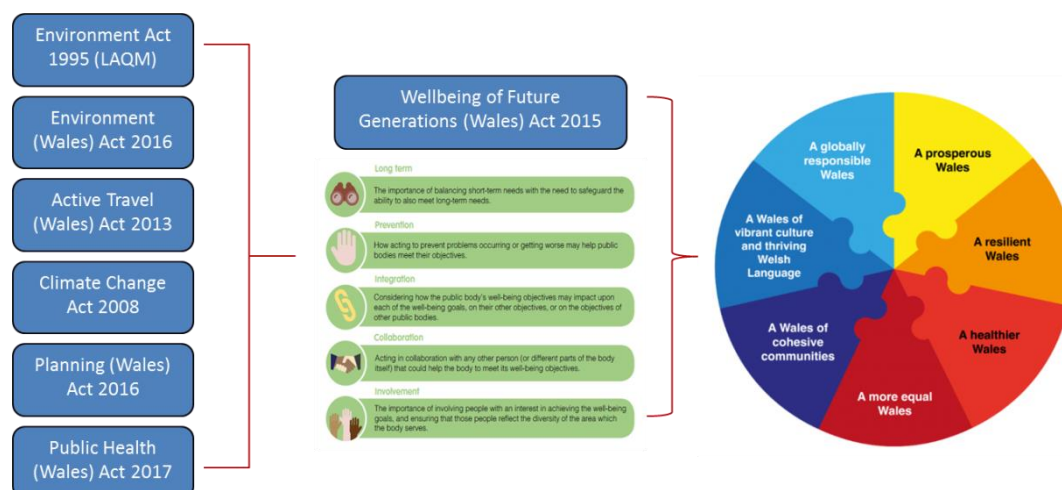 Environment Act
1995 (LAQM)
Environment
(Wales) Act 2016
Active Travel
(Wales) Act 2013
Climate Change
Act 2008
Planning (Wales)
Act 2016
Public Health
(Wales) Act 2017
Wellbeing of Future
Generations (Wales) Act 2015
Long term
The importance of balancing short-term needs with the need to safeguard the
ability to also meet long-term needs.
Prevention
How acting to prevent problems occurring or getting worse may help public
bodies meet their objectives.
Integration
Considering how the public body's well-being objectives may impact upon
each of the well-being goals, on their other objectives, or on the objectives of
other public bodies.
Collaboration
Acting in collaboration with any other person (or different parts of the body
itself) that could help the body to meet its well-being objectives.
Involvement
The importance of involving people with an interest in achieving the well-being
goals, and ensuring that those people reflect the diversity of the area which
the body serves.
A prosperous
Wales
A resilient
Wales
A healthier
Wales
A more equal
Wales
A Wales of
cohesive
communities
A Wales of
vibrant culture
and thriving
Welsh
Language
A globally
responsible
Wales